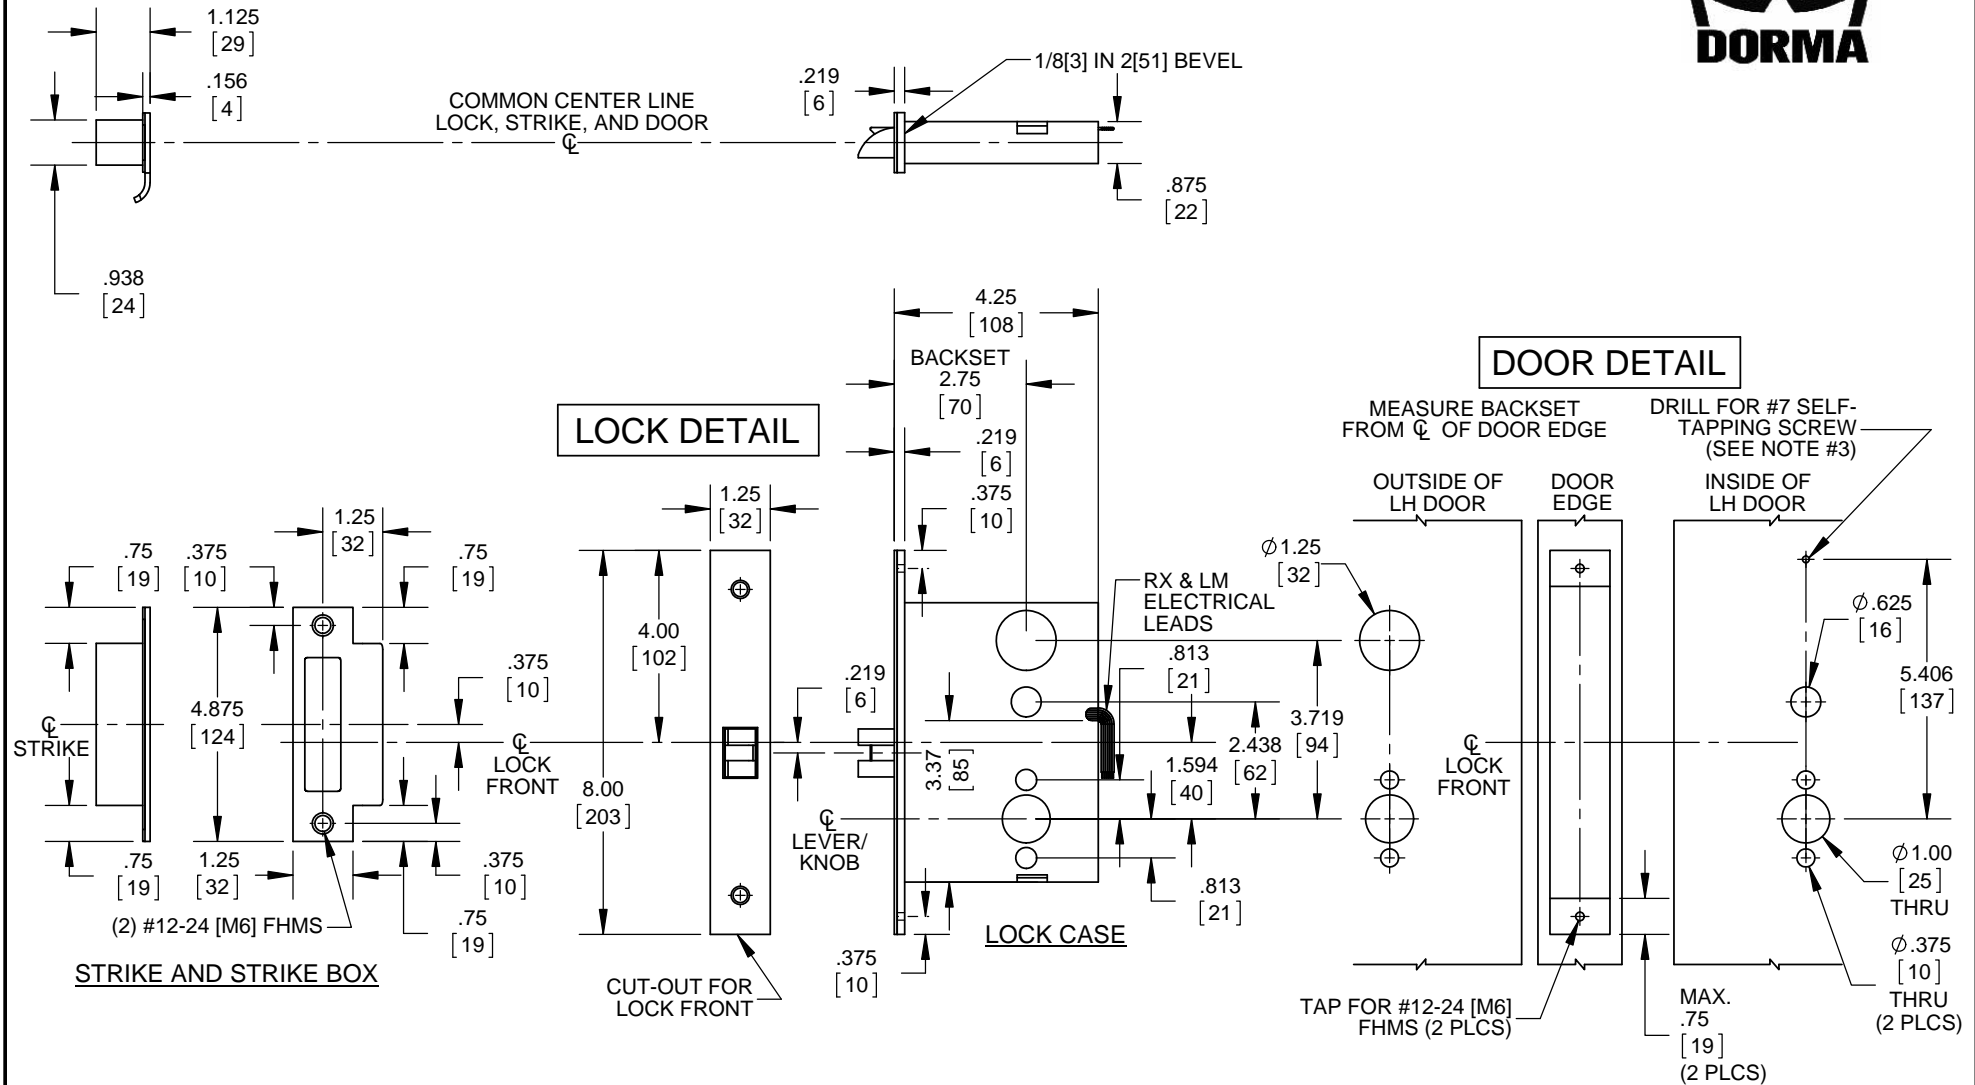 DORMA
1.125
[29]
.156
[4]
COMMON CENTER LINE
LOCK, STRIKE, AND DOOR
℄
.219
[6]
1/8[3] IN 2[51] BEVEL
.875
[22]
.938
[24]
4.25
[108]
BACKSET
2.75
[70]
.219
[6]
.375
[10]
LOCK DETAIL
DOOR DETAIL
MEASURE BACKSET
FROM ℄ OF DOOR EDGE
DRILL FOR #7 SELF-
TAPPING SCREW
(SEE NOTE #3)
OUTSIDE OF
LH DOOR
DOOR
EDGE
INSIDE OF
LH DOOR
1.25
[32]
.75
[19]
.375
[10]
.75
[19]
1.25
[32]
4.00
[102]
.375
[10]
4.875
[124]
℄
STRIKE
℄
LOCK
FRONT
8.00
[203]
.219
[6]
℄
LEVER/
KNOB
3.37
[85]
RX & LM
ELECTRICAL
LEADS
.813
[21]
1.594
[40]
2.438
[62]
3.719
[94]
Ø1.25
[32]
Ø.625
[16]
5.406
[137]
℄
LOCK
FRONT
.75
[19]
1.25
[32]
.375
[10]
.75
[19]
(2) #12-24 [M6] FHMS
STRIKE AND STRIKE BOX
CUT-OUT FOR
LOCK FRONT
.375
[10]
LOCK CASE
.813
[21]
Ø1.00
[25]
THRU
Ø.375
[10]
THRU
(2 PLCS)
TAP FOR #12-24 [M6]
FHMS (2 PLCS)
MAX.
.75
[19]
(2 PLCS)